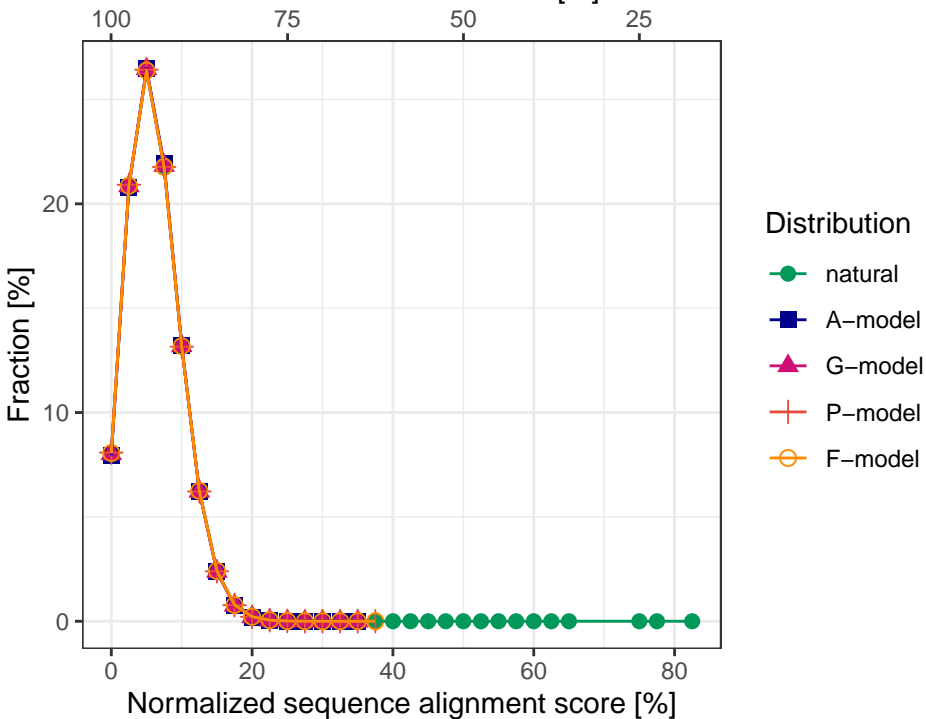 100 75 50 25
20
10
0
Fraction [%]
0 20 40 60 80
Normalized sequence alignment score [%]
Distribution
natural
A−model
G−model
P−model
F−model